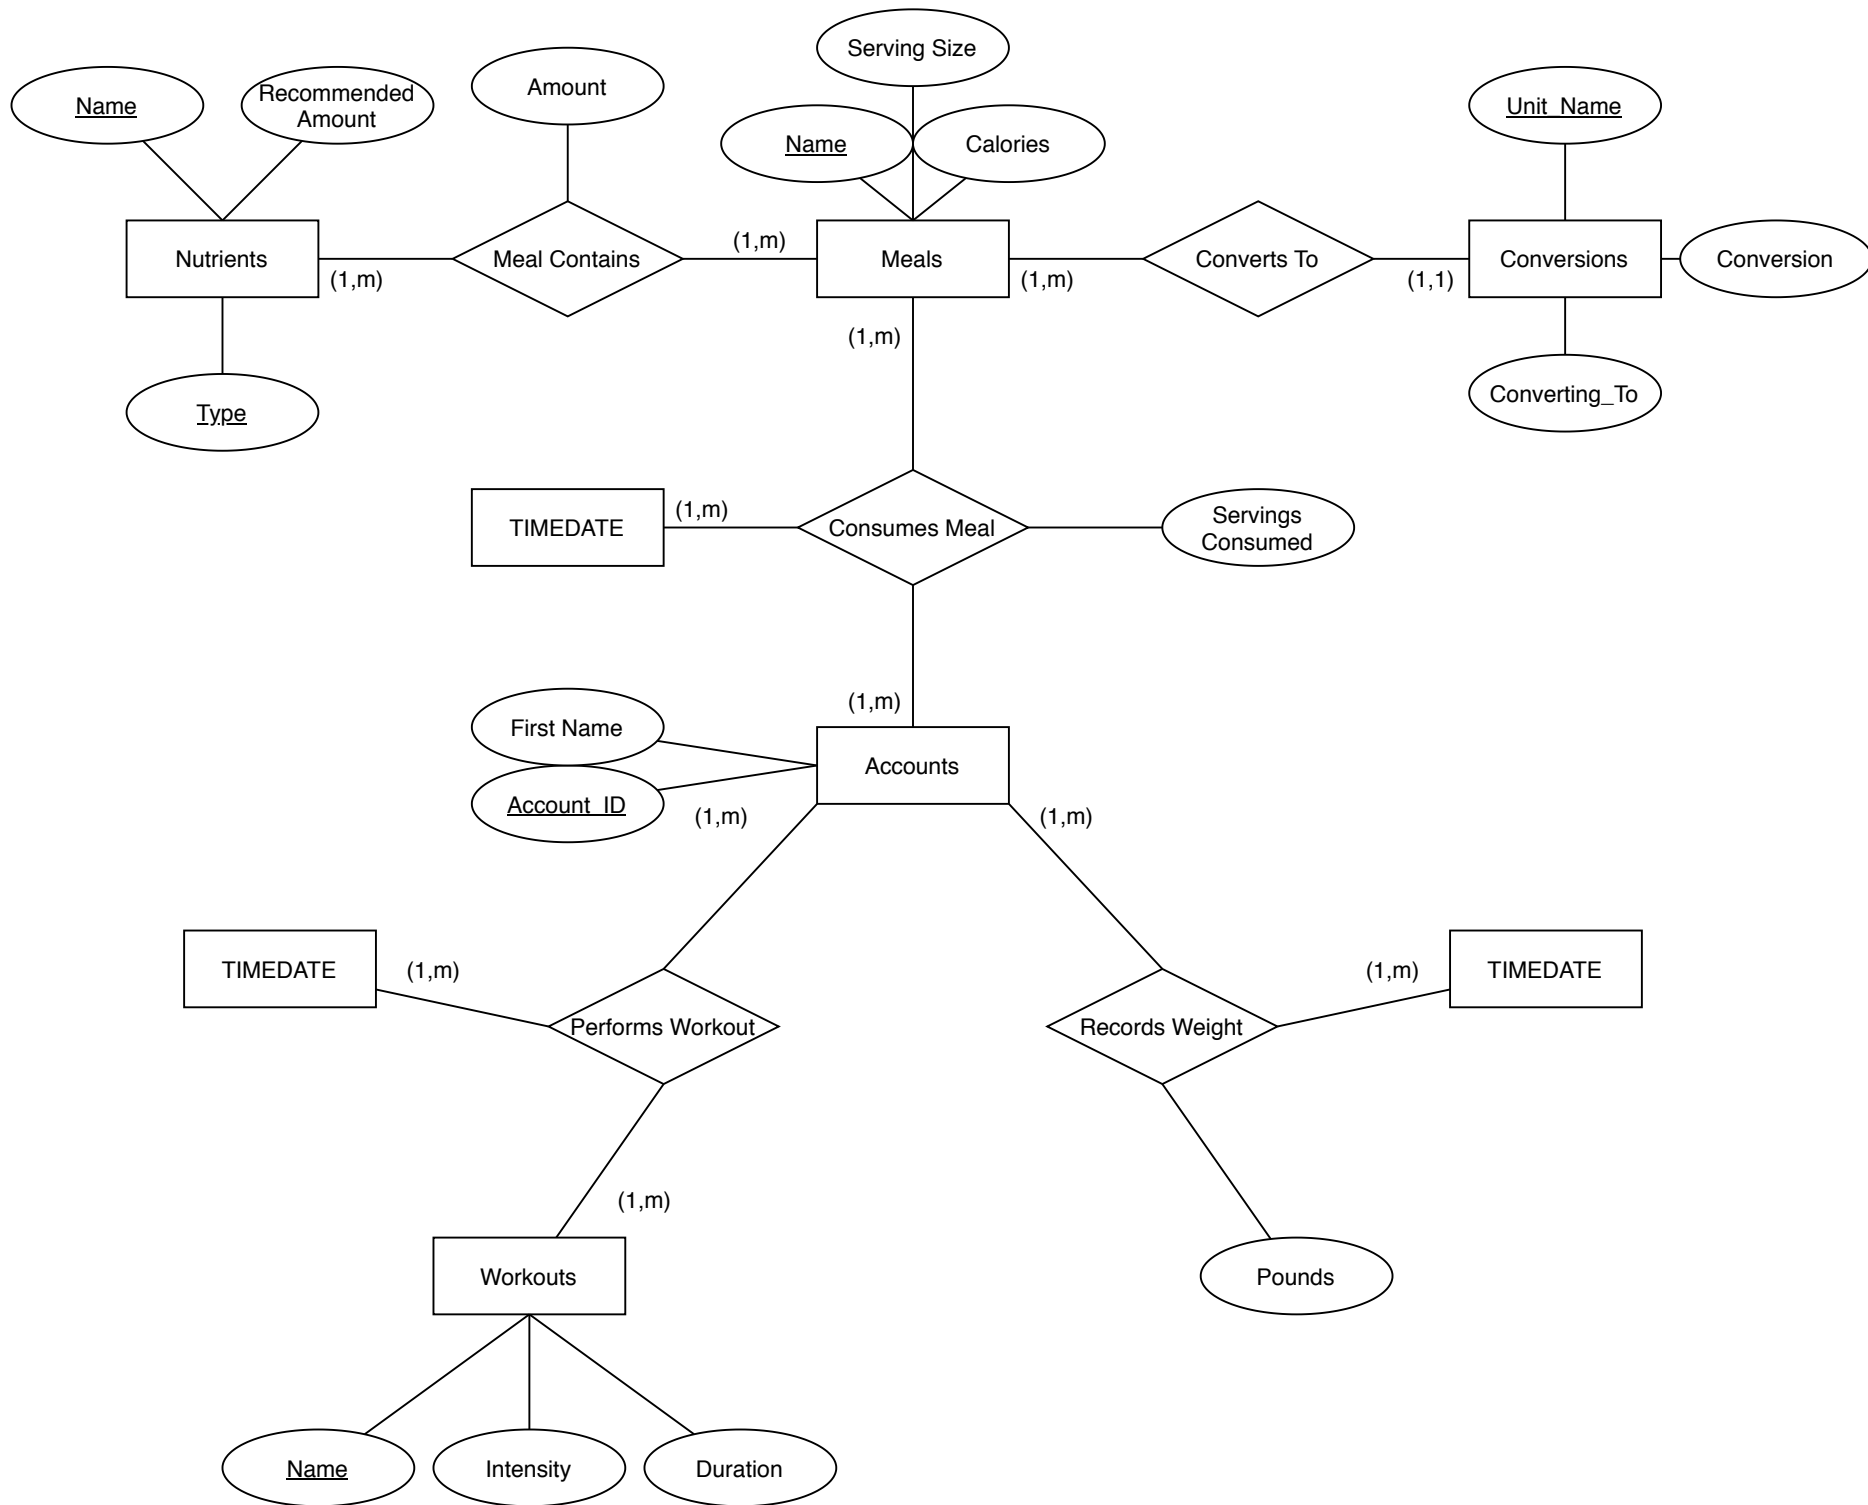 Serving Size
Name
Recommended
Amount
Amount
Unit_Name
Name
Calories
(1,m)
Nutrients
Meal Contains
Meals
Converts To
Conversions
Conversion
(1,m)
(1,m)
(1,1)
(1,m)
Type
Converting_To
(1,m)
TIMEDATE
Consumes Meal
Servings
Consumed
(1,m)
First Name
Accounts
Account_ID
(1,m)
(1,m)
TIMEDATE
(1,m)
(1,m)
TIMEDATE
Performs Workout
Records Weight
(1,m)
Workouts
Pounds
Name
Intensity
Duration